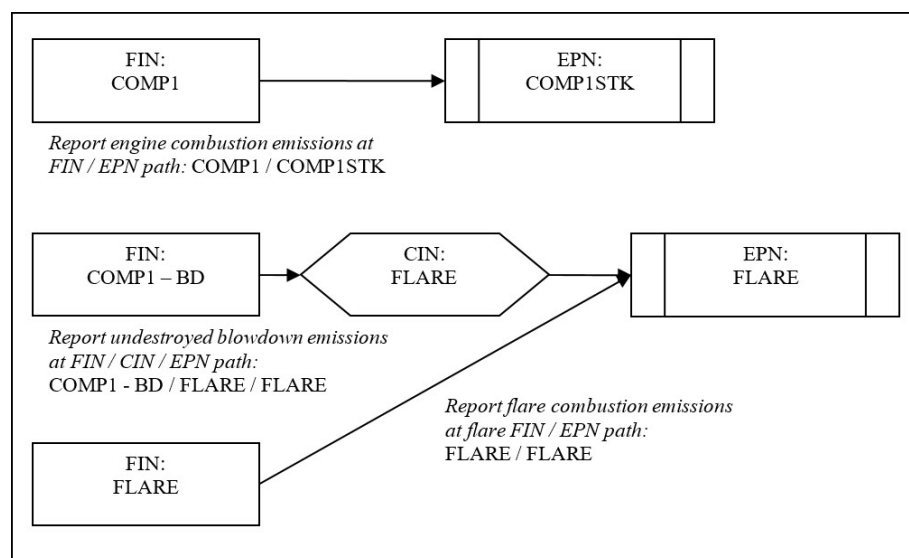 FIN:
COMP1
EPN:
COMP1STK
Report engine combustion emissions at
FIN / EPN path: COMP1 / COMP1STK
FIN:
COMP1 – BD
CIN:
FLARE
EPN:
FLARE
Report undestroyed blowdown emissions
at FIN / CIN / EPN path:
COMP1 - BD / FLARE / FLARE
Report flare combustion emissions
at flare FIN / EPN path:
FLARE / FLARE
FIN:
FLARE